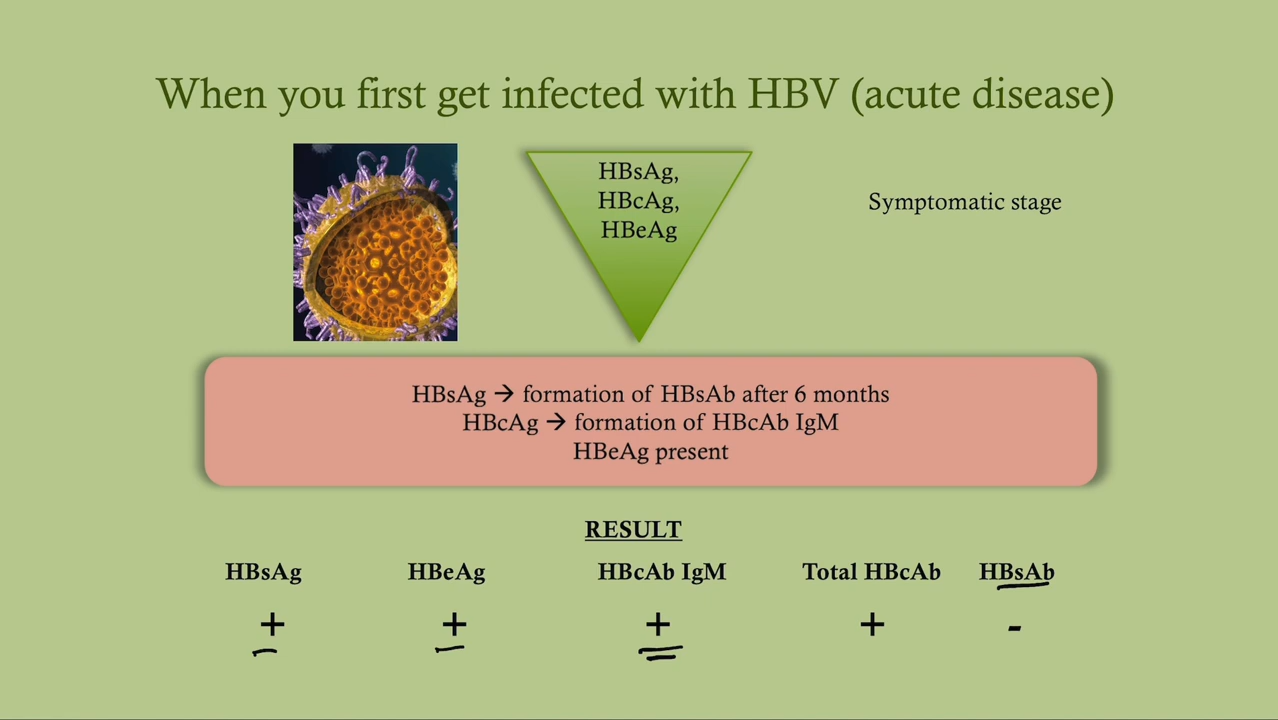 When you first get infected with HBV (acute disease)
HBsAg,
HBcAg,
HBeAg
Symptomatic stage
HBsAg → formation of HBsAb after 6 months
HBcAg → formation of HBcAb IgM
HBeAg present
RESULT
HBsAg HBeAg HBcAb IgM Total HBcAb HBsAb
+ + + + -